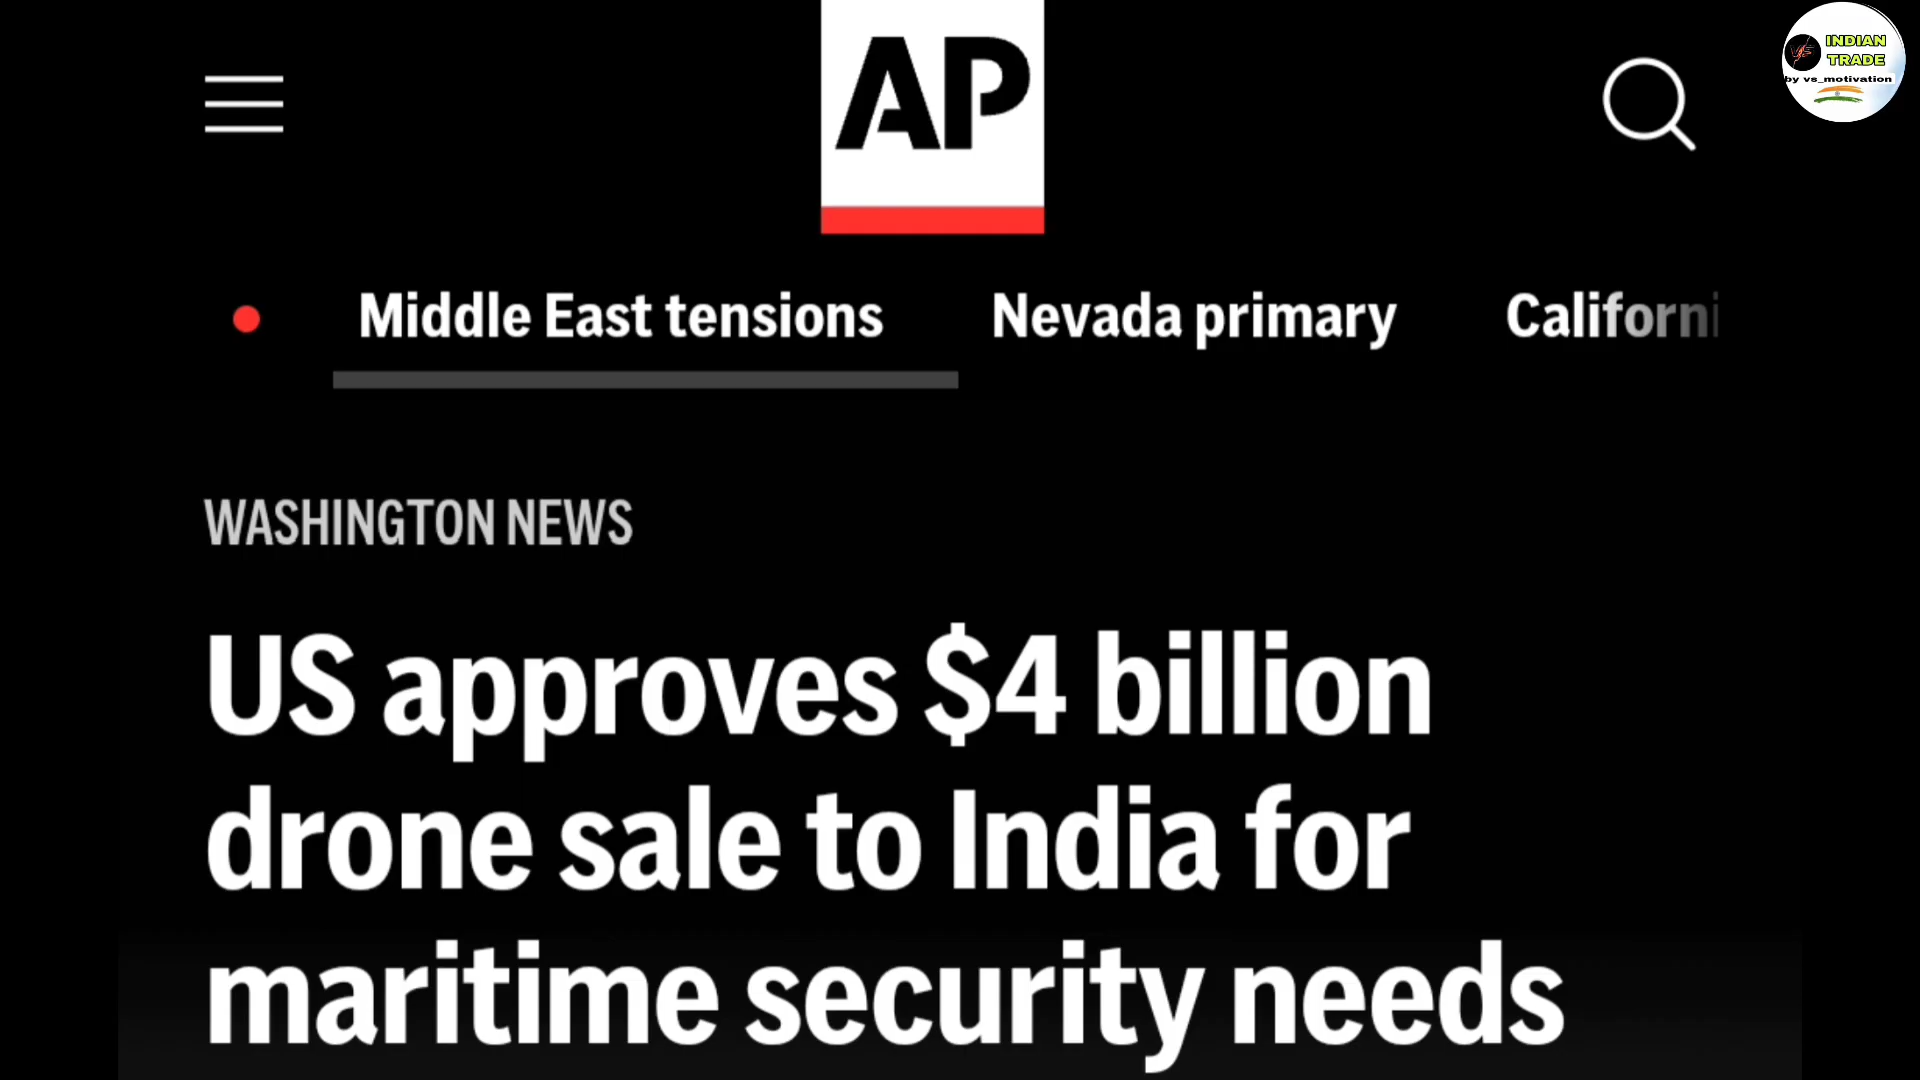 AP
INDIAN
TRADE
by vs_motivation
Middle East tensions
Nevada primary
Californi
WASHINGTON NEWS
US approves $4 billion
drone sale to India for
maritime security needs